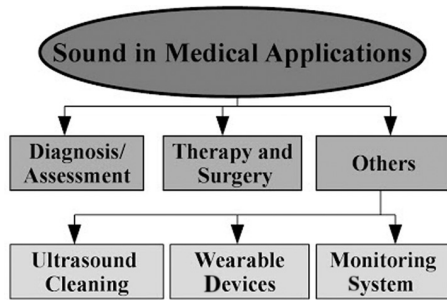 Sound in Medical Applications
Diagnosis/
Assessment
Therapy and
Surgery
Others
Ultrasound
Cleaning
Wearable
Devices
Monitoring
System